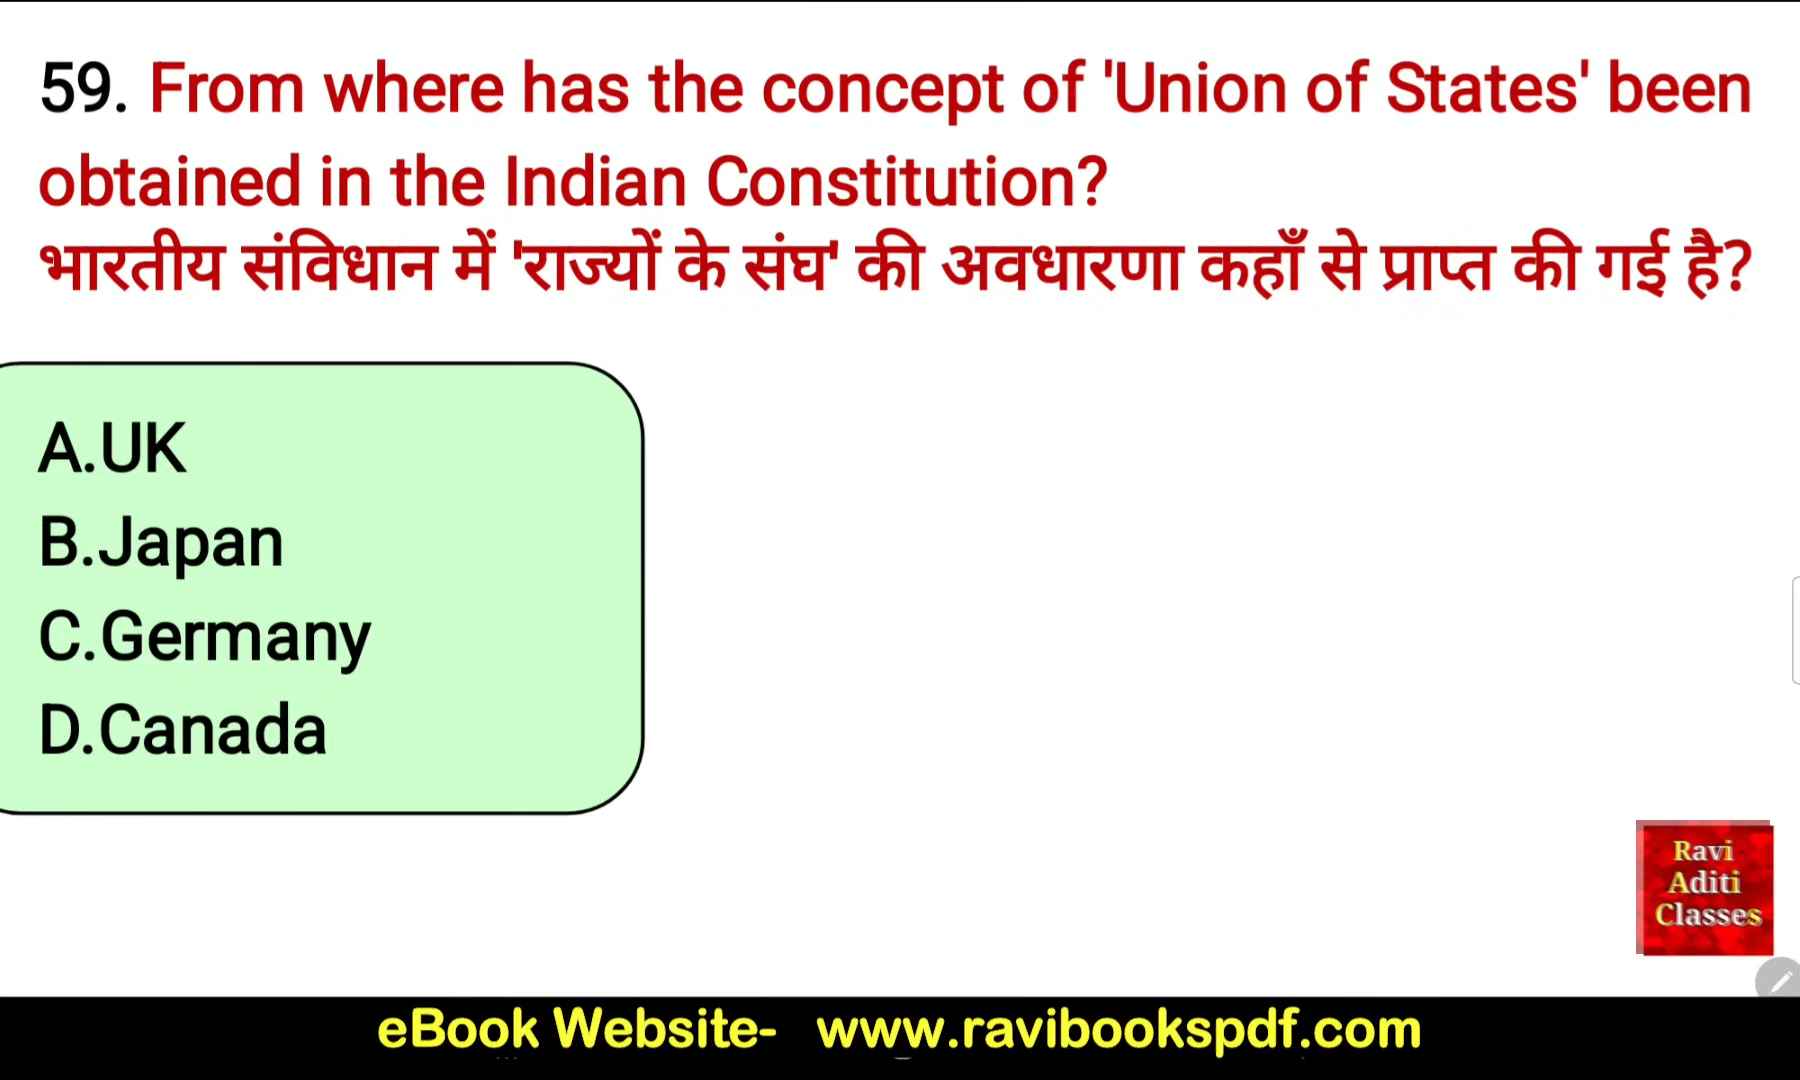 59. From where has the concept of 'Union of States' been
obtained in the Indian Constitution?
भारतीय संविधान में 'राज्यों के संघ' की अवधारणा कहाँ से प्राप्त की गई है?
A.UK
B.Japan
C.Germany
D.Canada
Ravi
Aditi
Classes
eBook Website- www.ravibookspdf.com